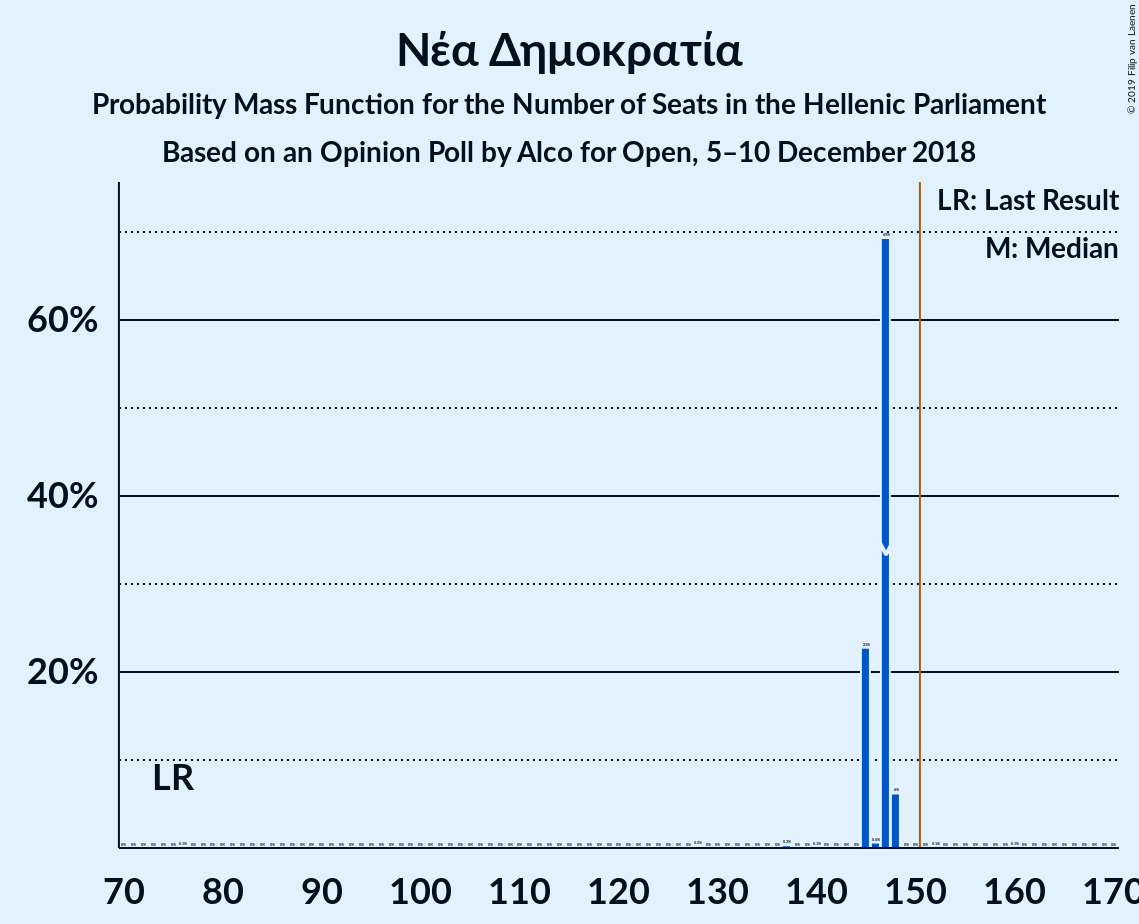 Νέα Δημοκρατία
Probability Mass Function for the Number of Seats in the Hellenic Parliament
Based on an Opinion Poll by Alco for Open, 5–10 December 2018
© 2019 Filip van Laenen
LR: Last Result
M: Median
60%
40%
20%
LR
M
70 80 90 100 110 120 130 140 150 160 170